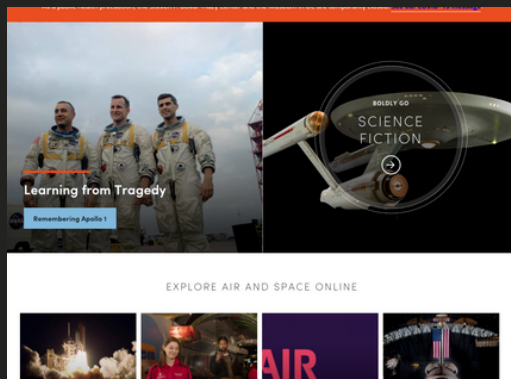 BOLDLY GO
SCIENCE
FICTION
Learning from Tragedy
Remembering Apollo 1
EXPLORE AIR AND SPACE ONLINE
AIR